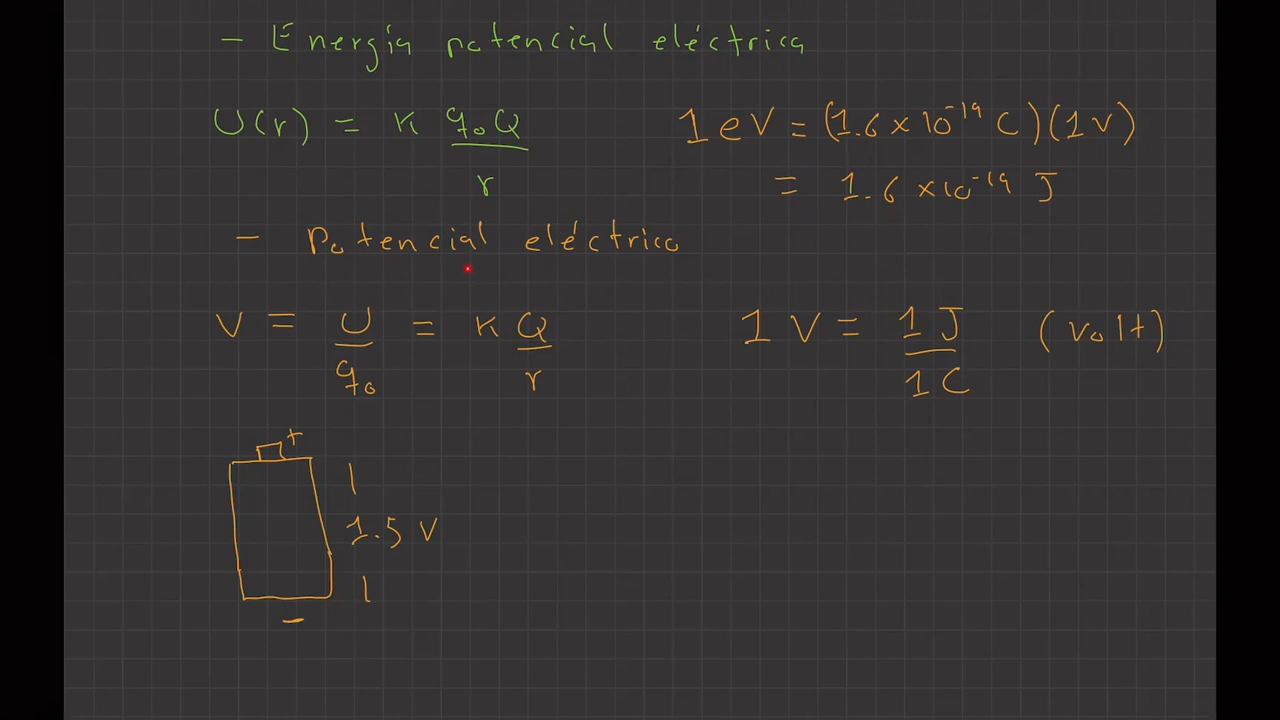 - Energía potencial eléctrica
U(r) = K q₀Q / r
1 eV = (1.6 x 10⁻¹⁹ C)(1 V)
= 1.6 x 10⁻¹⁹ J
- Potencial eléctrico
V = U / q₀ = K Q / r
1 V = 1 J / 1 C (volt)
+
1.5 V
-